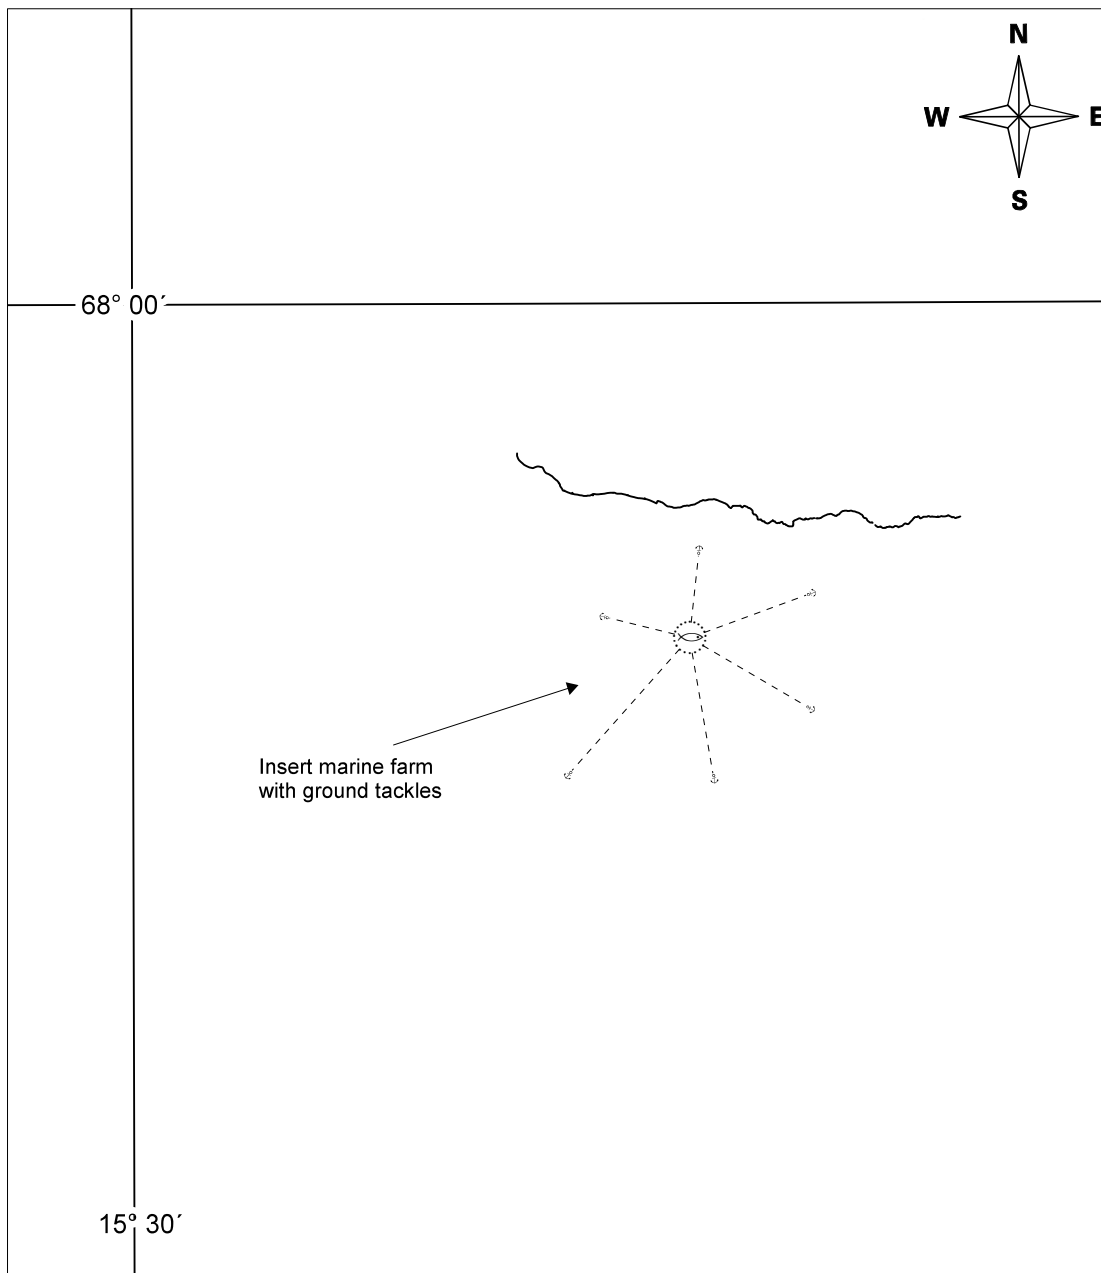 N
W E
S
68° 00´
Insert marine farm
with ground tackles
15° 30´